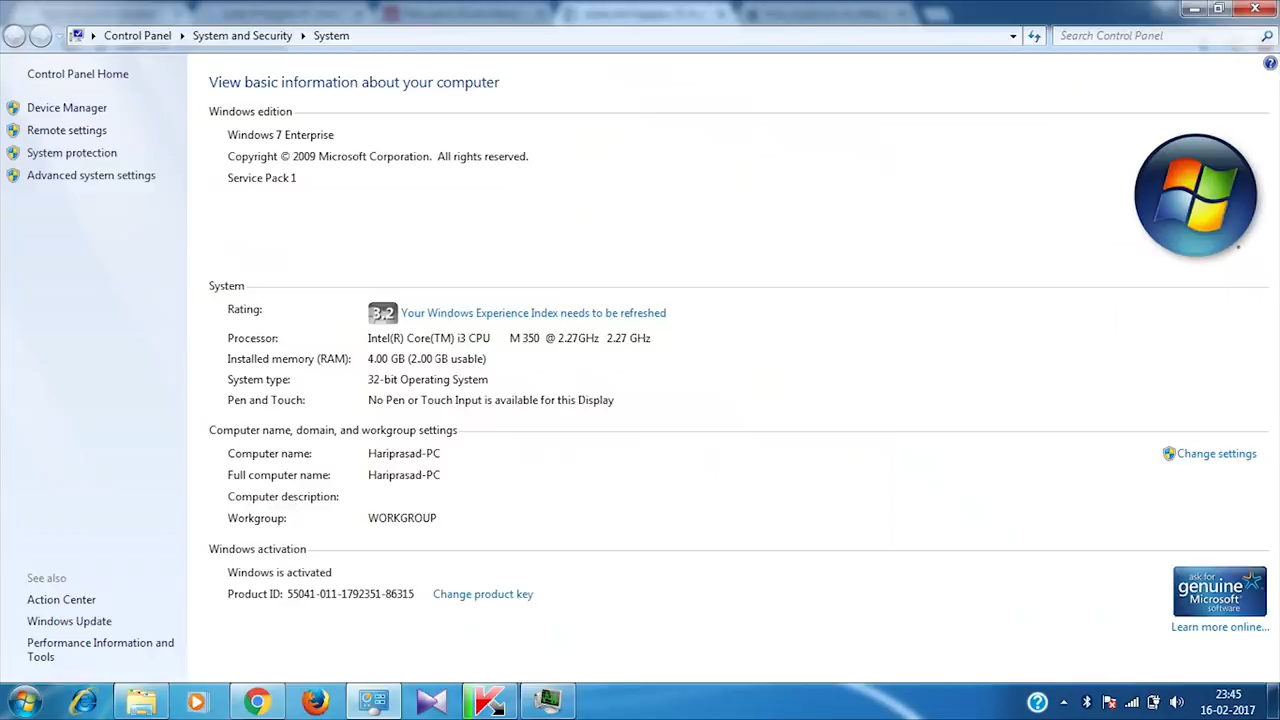 Control Panel ▸ System and Security ▸ System
Search Control Panel
Control Panel Home
Device Manager
Remote settings
System protection
Advanced system settings
See also
Action Center
Windows Update
Performance Information and
Tools
View basic information about your computer
Windows edition
Windows 7 Enterprise
Copyright © 2009 Microsoft Corporation. All rights reserved.
Service Pack 1
System
Rating: 3.2 Your Windows Experience Index needs to be refreshed
Processor: Intel(R) Core(TM) i3 CPU M 350 @ 2.27GHz 2.27 GHz
Installed memory (RAM): 4.00 GB (2.00 GB usable)
System type: 32-bit Operating System
Pen and Touch: No Pen or Touch Input is available for this Display
Computer name, domain, and workgroup settings
Computer name: Hariprasad-PC
Change settings
Full computer name: Hariprasad-PC
Computer description:
Workgroup: WORKGROUP
Windows activation
Windows is activated
Product ID: 55041-011-1792351-86315 Change product key
ask for
genuine
Microsoft
software
Learn more online...
23:45
16-02-2017